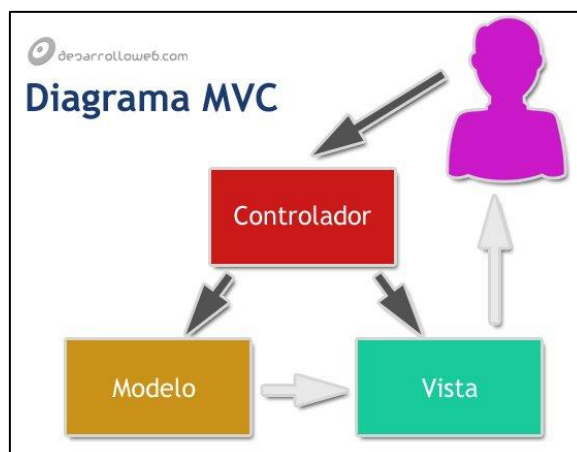 desarrolloweb.com
Diagrama MVC
Controlador
Modelo
Vista